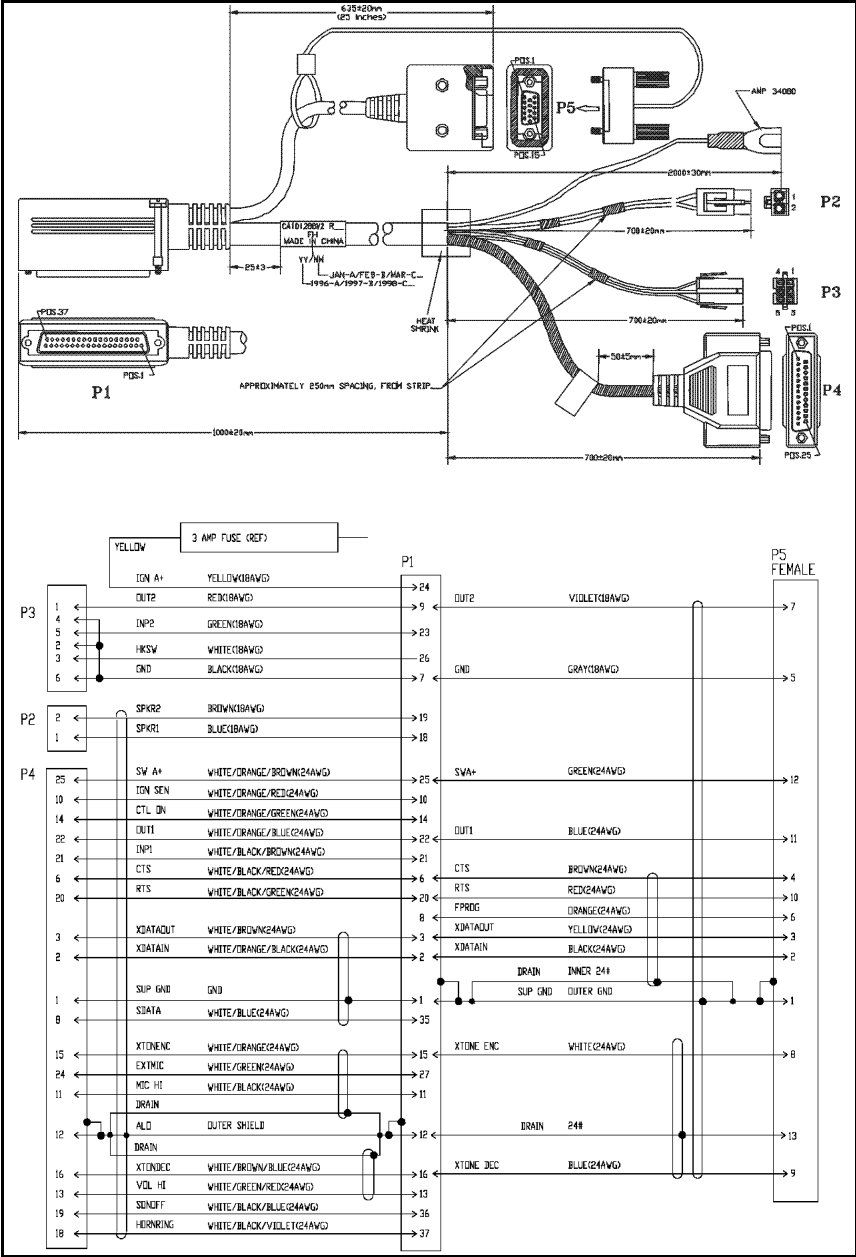 635±20mm
(25 inches)
POS.1
P5
POS.15
AMP 34080
2000±30mm
1
2
P2
700±20mm
CAT01288V2 R__
FH
MADE IN CHINA
YY/MM
JAN-A/FEB-B/MAR-C__
1996-A/1997-B/1998-C__
25±3
HEAT
SHRINK
4 1
6 3
P3
700±20mm
POS.37
POS.1
P1
50±5mm
POS.1
P4
POS.25
APPROXIMATELY 250mm SPACING, FROM STRIP
1000±20mm
700±20mm
3 AMP FUSE (REF)
YELLOW
P1
P5
FEMALE
IGN A+ YELLOW(18AWG) 24
P3
1 OUT2 RED(18AWG) 9 OUT2 VIOLET(18AWG) 7
4
5 INP2 GREEN(18AWG) 23
2
3 HKSW WHITE(18AWG) 26
6 GND BLACK(18AWG) 7 GND GRAY(18AWG) 5
P2
2 SPKR2 BROWN(18AWG) 19
1 SPKR1 BLUE(18AWG) 18
P4
25 SW A+ WHITE/ORANGE/BROWN(24AWG) 25 SWA+ GREEN(24AWG) 12
10 IGN SEN WHITE/ORANGE/RED(24AWG) 10
14 CTL ON WHITE/ORANGE/GREEN(24AWG) 14
22 OUT1 WHITE/ORANGE/BLUE(24AWG) 22 OUT1 BLUE(24AWG) 11
21 INP1 WHITE/BLACK/BROWN(24AWG) 21
6 CTS WHITE/BLACK/RED(24AWG) 6 CTS BROWN(24AWG) 4
20 RTS WHITE/BLACK/GREEN(24AWG) 20 RTS RED(24AWG) 10
8 FPROG ORANGE(24AWG) 6
3 XDATAOUT WHITE/BROWN(24AWG) 3 XDATAOUT YELLOW(24AWG) 3
2 XDATAIN WHITE/ORANGE/BLACK(24AWG) 2 XDATAIN BLACK(24AWG) 2
DRAIN INNER 24#
1 SUP GND GND 1 SUP GND OUTER GND 1
8 SDATA WHITE/BLUE(24AWG) 35
15 XTONENC WHITE/ORANGE(24AWG) 15 XTONE ENC WHITE(24AWG) 8
24 EXTMIC WHITE/GREEN(24AWG) 27
11 MIC HI WHITE/BLACK(24AWG) 11
DRAIN
12 ALO OUTER SHIELD 12 DRAIN 24# 13
DRAIN
16 XTONDEC WHITE/BROWN/BLUE(24AWG) 16 XTONE DEC BLUE(24AWG) 9
13 VOL HI WHITE/GREEN/RED(24AWG) 13
19 SONOFF WHITE/BLACK/BLUE(24AWG) 36
18 HORNRING WHITE/BLACK/VIOLET(24AWG) 37